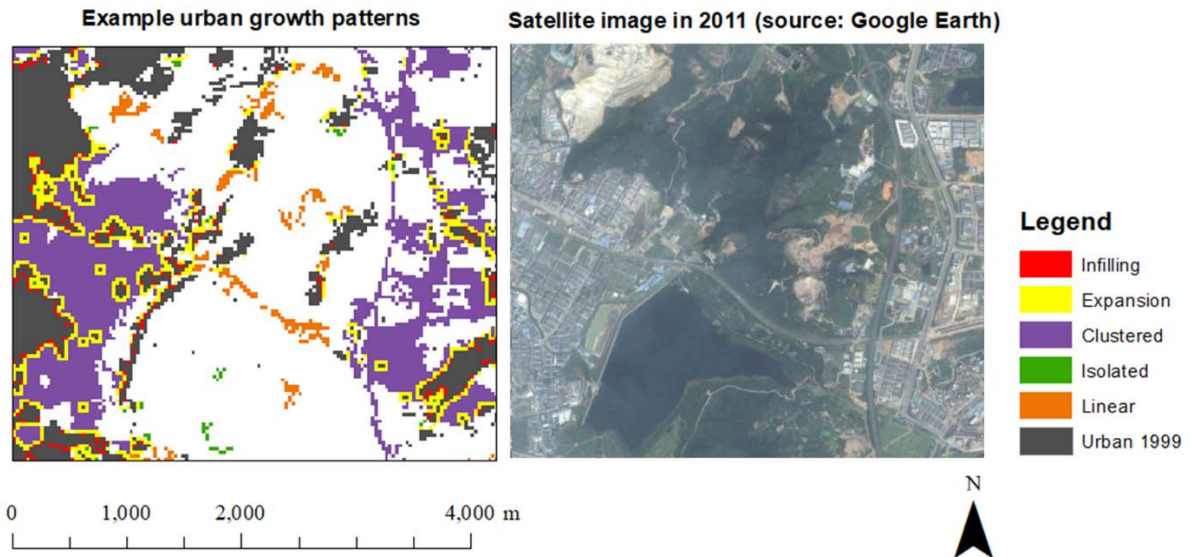 Example urban growth patterns
Satellite image in 2011 (source: Google Earth)
Legend
Infilling
Expansion
Clustered
Isolated
Linear
Urban 1999
N
0 1,000 2,000 4,000 m